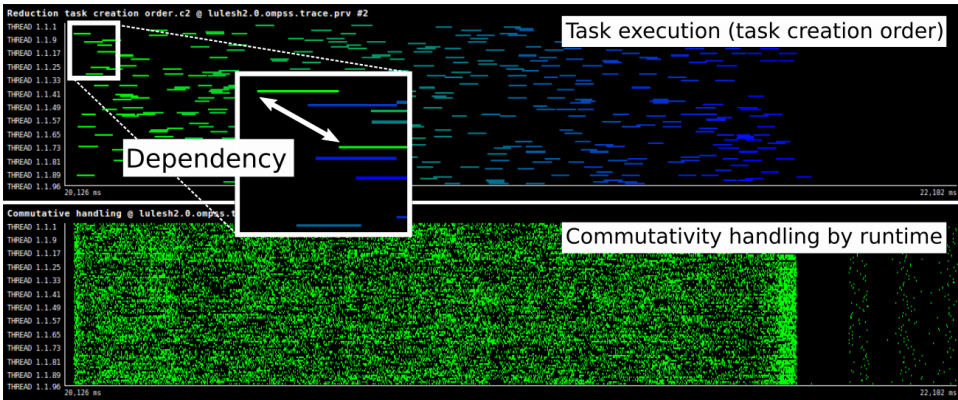 Reduction task creation order.c2 @ lulesh2.0.ompss.trace.prv #2
Task execution (task creation order)
THREAD 1.1.1
THREAD 1.1.9
THREAD 1.1.17
THREAD 1.1.25
THREAD 1.1.33
THREAD 1.1.41
THREAD 1.1.49
THREAD 1.1.57
THREAD 1.1.65
THREAD 1.1.73
THREAD 1.1.81
THREAD 1.1.89
THREAD 1.1.96
Dependency
20,126 ms
22,102 ms
Commutative handling @ lulesh2.0.ompss.t
Commutativity handling by runtime
THREAD 1.1.1
THREAD 1.1.9
THREAD 1.1.17
THREAD 1.1.25
THREAD 1.1.33
THREAD 1.1.41
THREAD 1.1.49
THREAD 1.1.57
THREAD 1.1.65
THREAD 1.1.73
THREAD 1.1.81
THREAD 1.1.89
THREAD 1.1.96
20,126 ms
22,102 ms